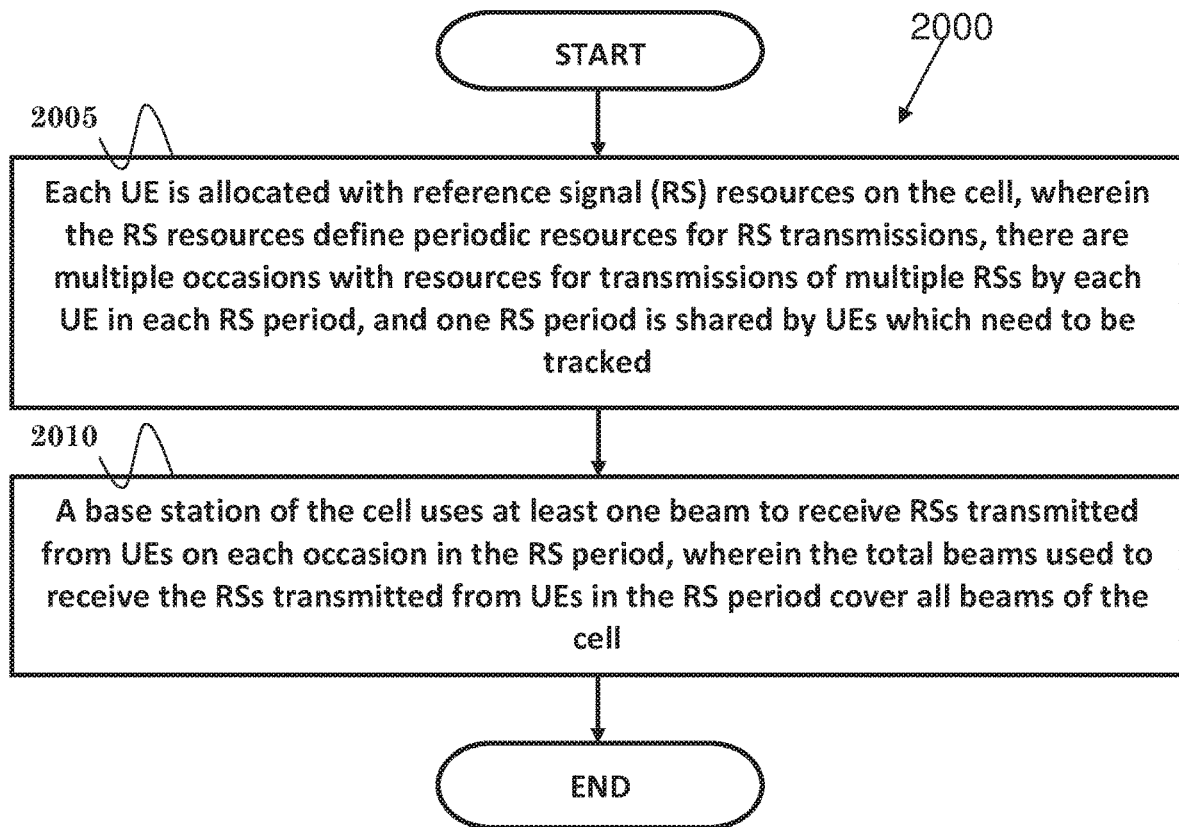 START
2000
2005
Each UE is allocated with reference signal (RS) resources on the cell, wherein
the RS resources define periodic resources for RS transmissions, there are
multiple occasions with resources for transmissions of multiple RSs by each
UE in each RS period, and one RS period is shared by UEs which need to be
tracked
2010
A base station of the cell uses at least one beam to receive RSs transmitted
from UEs on each occasion in the RS period, wherein the total beams used to
receive the RSs transmitted from UEs in the RS period cover all beams of the
cell
END